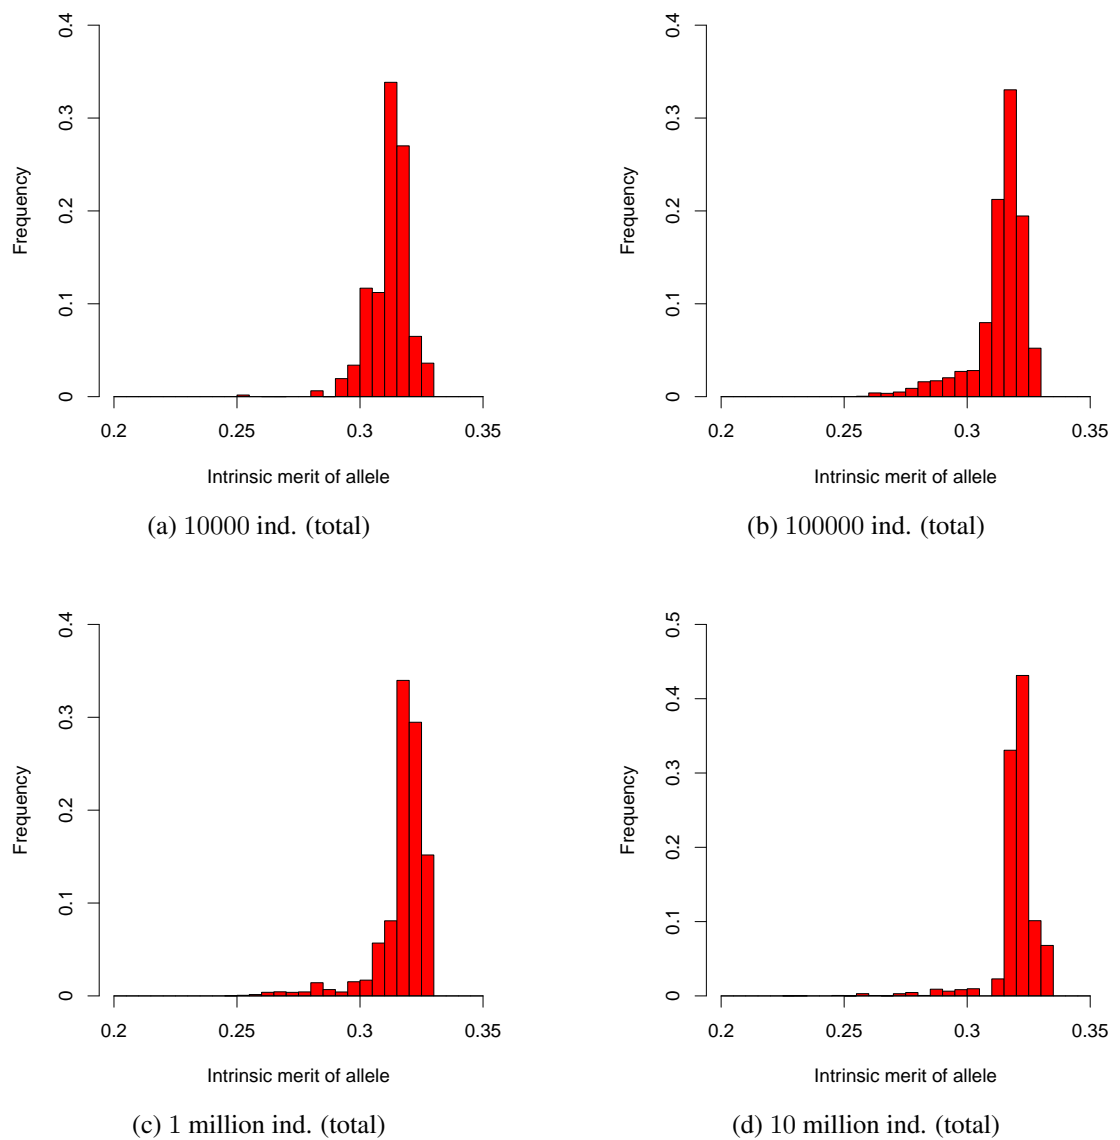 0.4
0.3
0.2
0.1
0
Frequency
0.2 0.25 0.3 0.35
Intrinsic merit of allele
(a) 10000 ind. (total)
0.4
0.3
0.2
0.1
0
Frequency
0.2 0.25 0.3 0.35
Intrinsic merit of allele
(b) 100000 ind. (total)
0.4
0.3
0.2
0.1
0
Frequency
0.2 0.25 0.3 0.35
Intrinsic merit of allele
(c) 1 million ind. (total)
0.5
0.4
0.3
0.2
0.1
0
Frequency
0.2 0.25 0.3 0.35
Intrinsic merit of allele
(d) 10 million ind. (total)